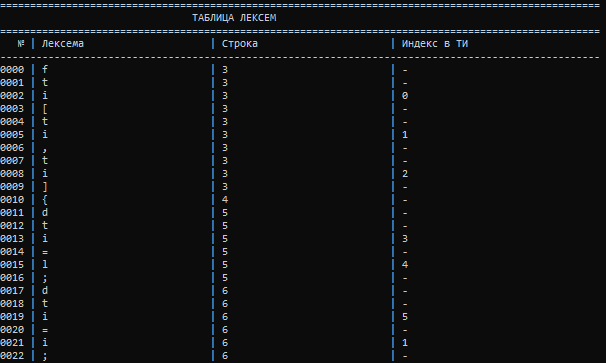 ====================================================================================================
ТАБЛИЦА ЛЕКСЕМ
====================================================================================================
№ | Лексема | Строка | Индекс в ТИ
----------------------------------------------------------------------------------------------------
0000 | f | 3 | -
0001 | t | 3 | -
0002 | i | 3 | 0
0003 | [ | 3 | -
0004 | t | 3 | -
0005 | i | 3 | 1
0006 | , | 3 | -
0007 | t | 3 | -
0008 | i | 3 | 2
0009 | ] | 3 | -
0010 | { | 4 | -
0011 | d | 5 | -
0012 | t | 5 | -
0013 | i | 5 | 3
0014 | = | 5 | -
0015 | l | 5 | 4
0016 | ; | 5 | -
0017 | d | 6 | -
0018 | t | 6 | -
0019 | i | 6 | 5
0020 | = | 6 | -
0021 | i | 6 | 1
0022 | ; | 6 | -